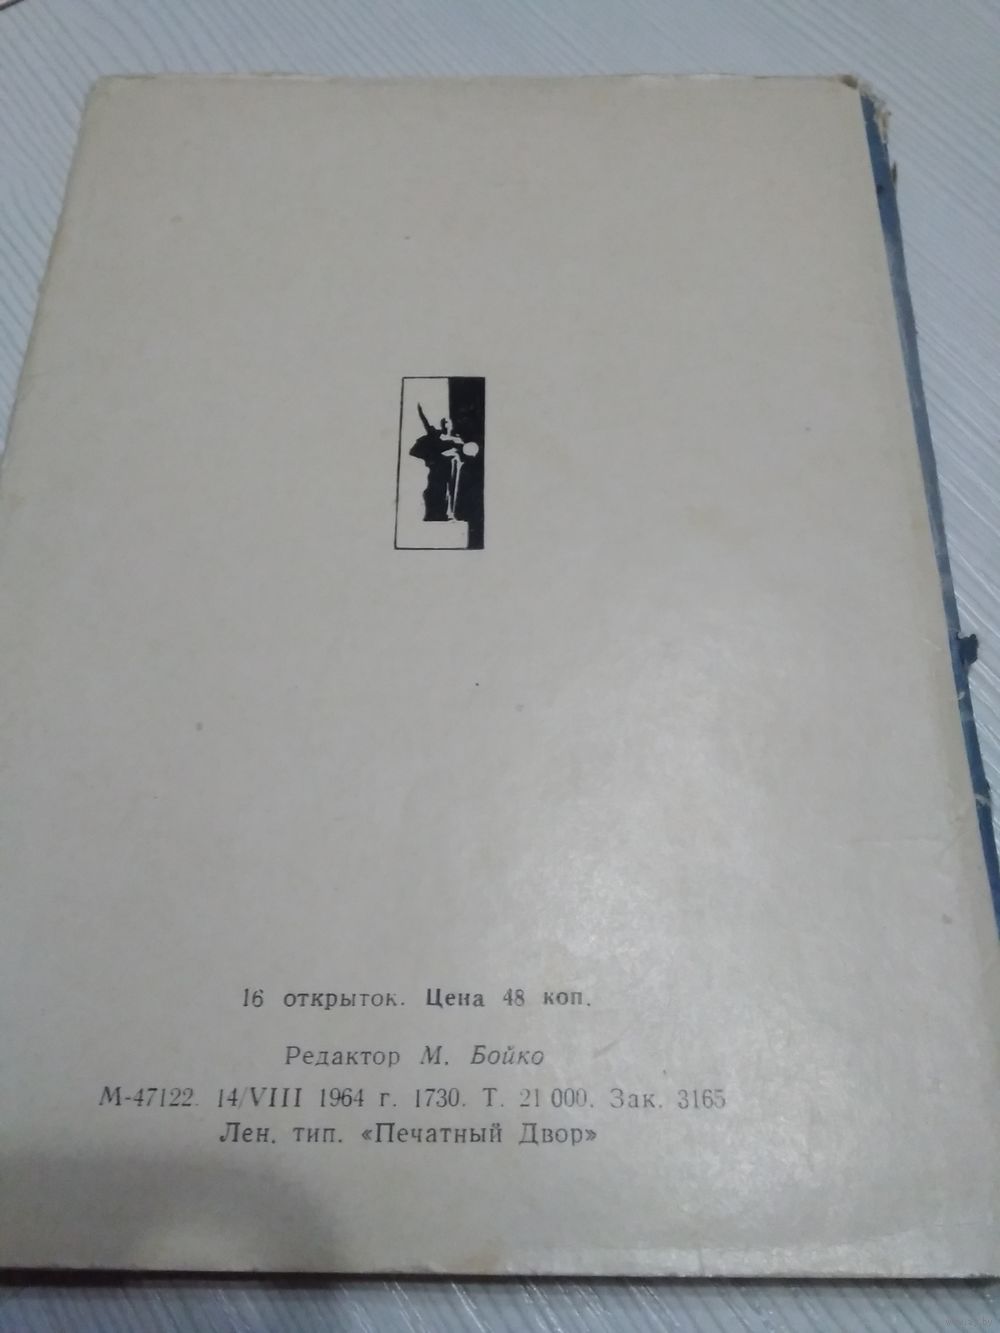 16 открыток. Цена 48 коп.
Редактор М. Бойко
М-47122. 14/VIII 1964 г. 1730. Т. 21 000. Зак. 3165
Лен. тип. «Печатный Двор»